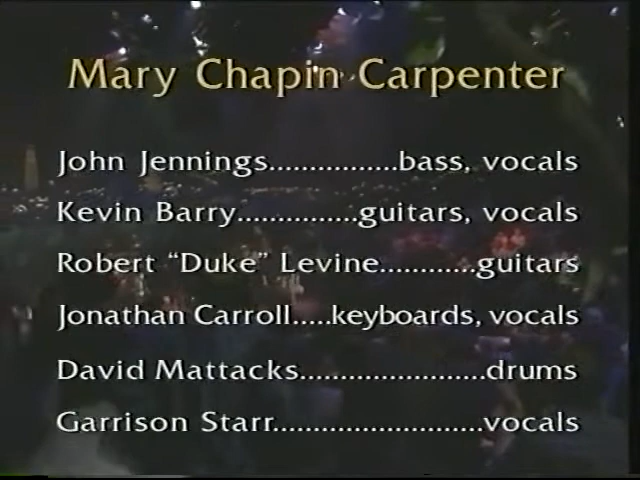 Mary Chapin Carpenter
John Jennings................bass, vocals
Kevin Barry...............guitars, vocals
Robert “Duke” Levine............guitars
Jonathan Carroll.....keyboards, vocals
David Mattacks.......................drums
Garrison Starr..........................vocals